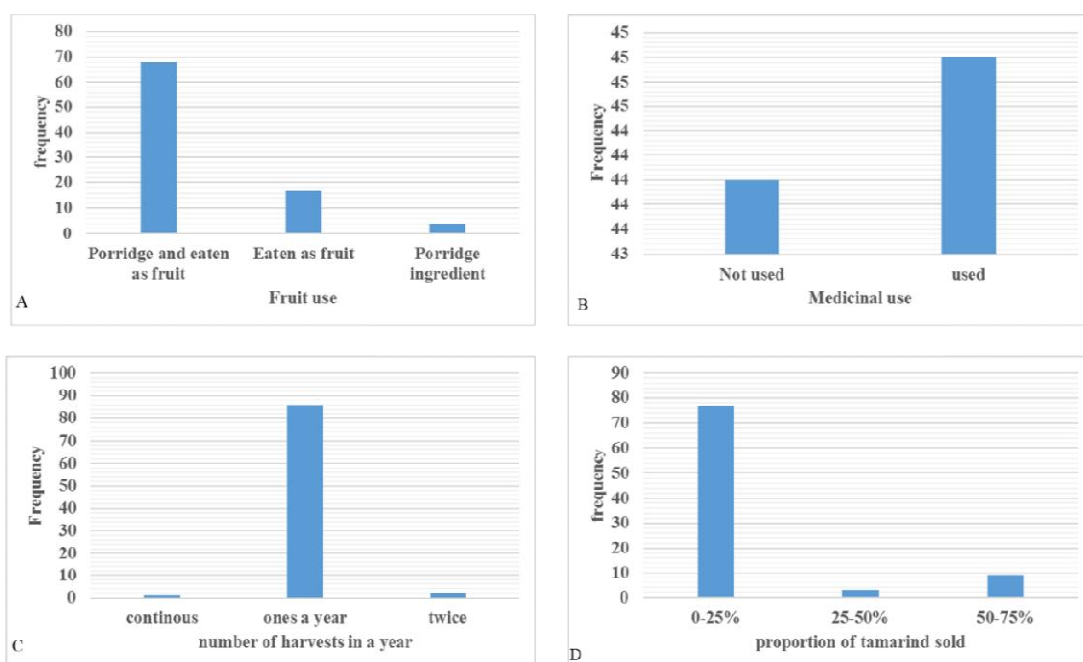 80
70
60
50
40
30
20
10
0
frequency
Porridge and eaten
as fruit
Eaten as fruit
Porridge
ingredient
Fruit use
A
45
45
45
45
44
44
44
44
44
43
Frequency
Not used
used
Medicinal use
B
100
90
80
70
60
50
40
30
20
10
0
Frequency
continous
ones a year
twice
number of harvests in a year
C
90
80
70
60
50
40
30
20
10
0
frequency
0-25%
25-50%
50-75%
proportion of tamarind sold
D